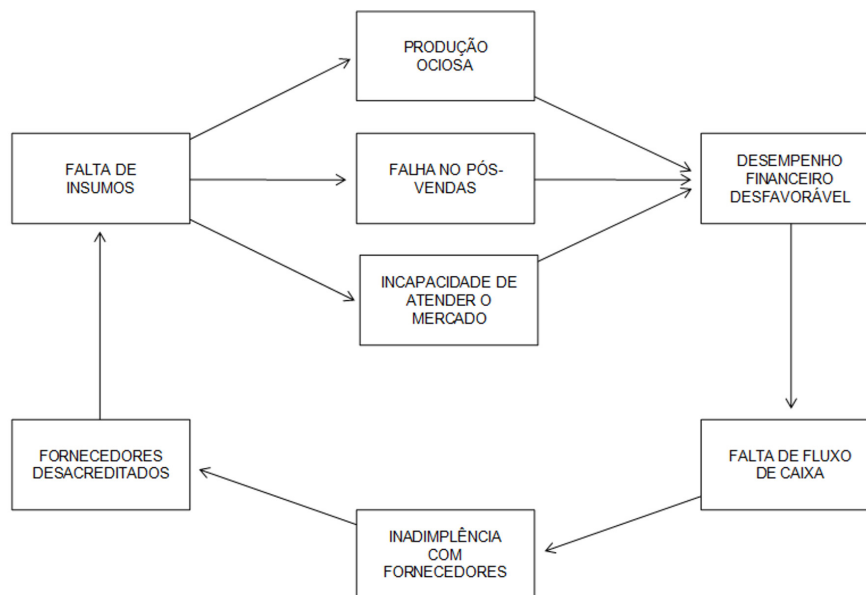 PRODUÇÃO
OCIOSA
FALTA DE
INSUMOS
FALHA NO PÓS-
VENDAS
DESEMPENHO
FINANCEIRO
DESFAVORÁVEL
INCAPACIDADE DE
ATENDER O
MERCADO
FORNECEDORES
DESACREDITADOS
FALTA DE FLUXO
DE CAIXA
INADIMPLÊNCIA
COM
FORNECEDORES